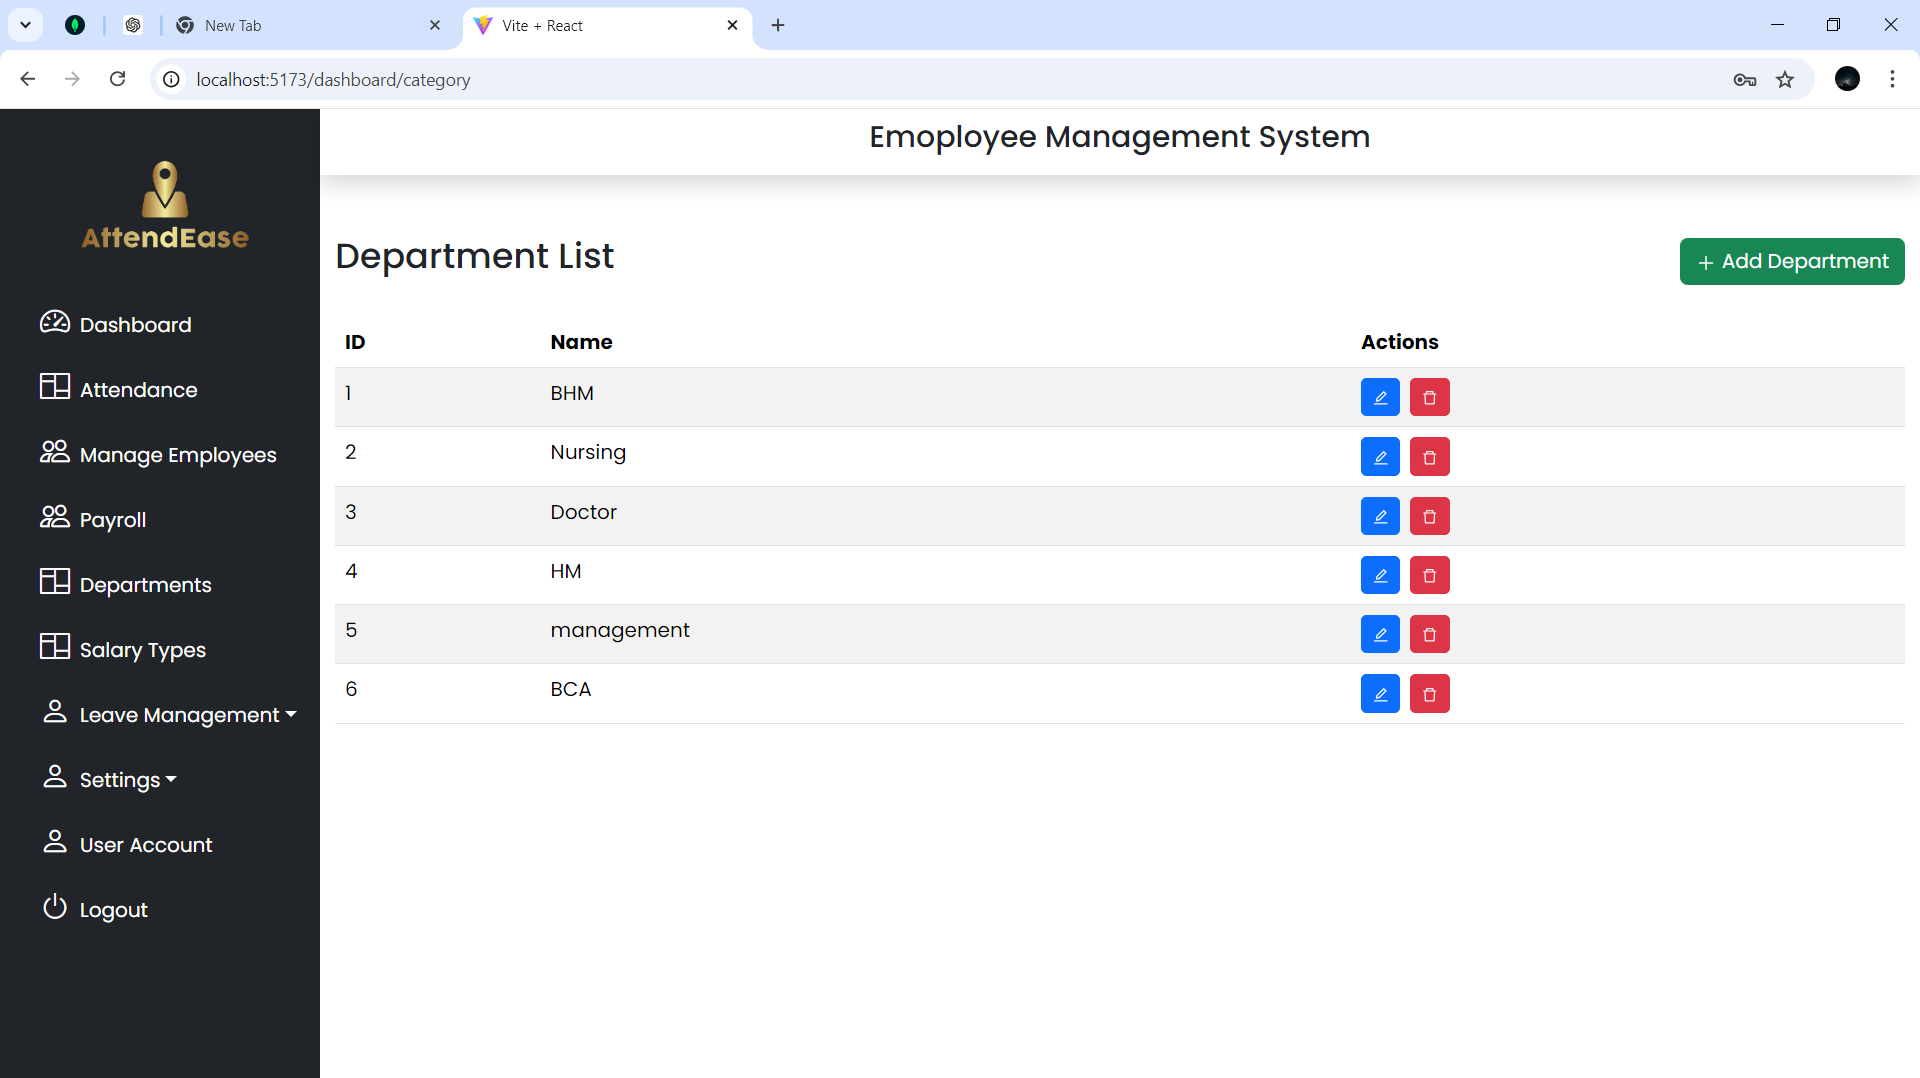 New Tab
Vite + React
localhost:5173/dashboard/category
Emoployee Management System
AttendEase
Dashboard
Attendance
Manage Employees
Payroll
Departments
Salary Types
Leave Management
Settings
User Account
Logout
Department List
+ Add Department
ID Name Actions
1 BHM
2 Nursing
3 Doctor
4 HM
5 management
6 BCA